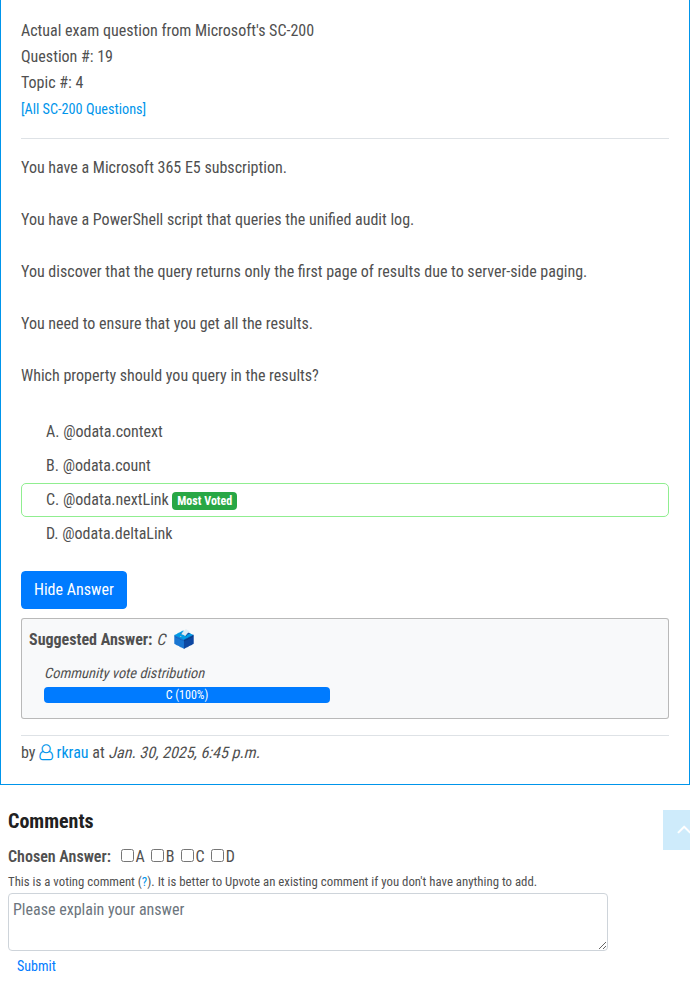 Actual exam question from Microsoft's SC-200
Question #: 19
Topic #: 4
[All SC-200 Questions]
You have a Microsoft 365 E5 subscription.
You have a PowerShell script that queries the unified audit log.
You discover that the query returns only the first page of results due to server-side paging.
You need to ensure that you get all the results.
Which property should you query in the results?
A. @odata.context
B. @odata.count
C. @odata.nextLink Most Voted
D. @odata.deltaLink
Hide Answer
Suggested Answer: C
Community vote distribution
C (100%)
by rkrau at Jan. 30, 2025, 6:45 p.m.
Comments
Chosen Answer: A B C D
This is a voting comment (?). It is better to Upvote an existing comment if you don't have anything to add.
Please explain your answer
Submit